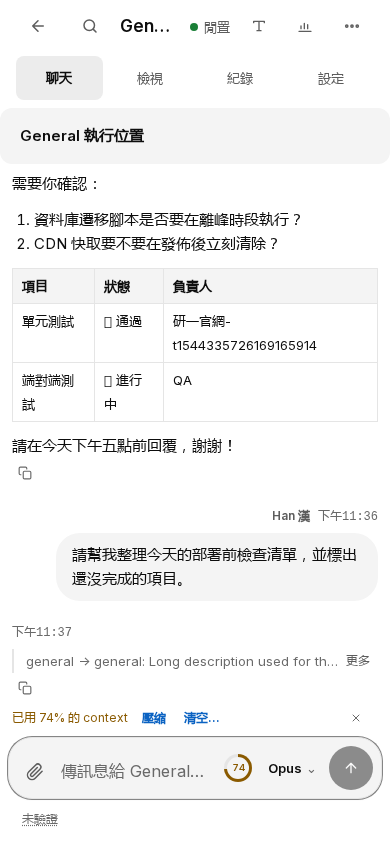 Gen… 閒置
聊天 檢視 紀錄 設定
General 執行位置
需要你確認：
1. 資料庫遷移腳本是否要在離峰時段執行？
2. CDN 快取要不要在發佈後立刻清除？
項目 狀態 負責人
單元測試 通過 研一官網-
t1544335726169165914
端對端測 進行 QA
試 中
請在今天下午五點前回覆，謝謝！
Han 漢 下午11:36
請幫我整理今天的部署前檢查清單，並標出
還沒完成的項目。
下午11:37
general → general: Long description used for th… 更多
已用 74% 的 context 壓縮 清空…
傳訊息給 General… 74 Opus
未驗證